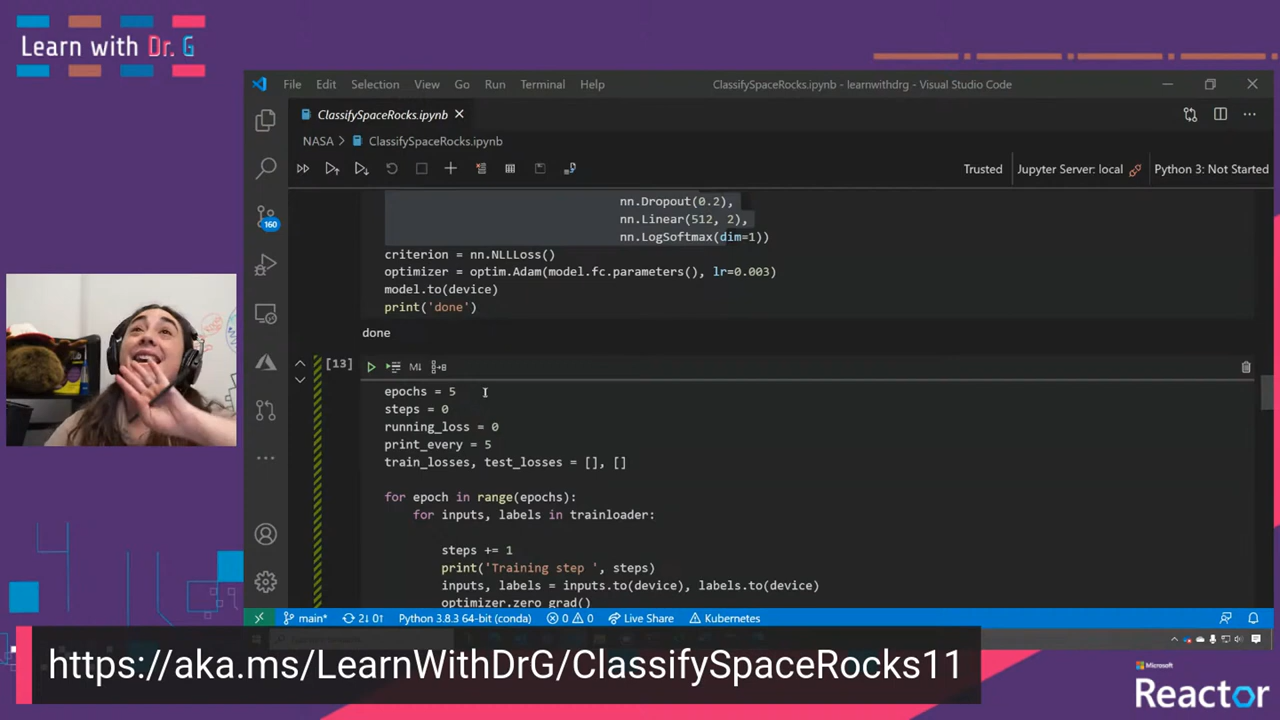 Learn with Dr. G
File Edit Selection View Go Run Terminal Help
ClassifySpaceRocks.ipynb - learnwithdrg - Visual Studio Code
ClassifySpaceRocks.ipynb
NASA > ClassifySpaceRocks.ipynb
Trusted
Jupyter Server: local
Python 3: Not Started
160
nn.Dropout(0.2),
nn.Linear(512, 2),
nn.LogSoftmax(dim=1))
criterion = nn.NLLLoss()
optimizer = optim.Adam(model.fc.parameters(), lr=0.003)
model.to(device)
print('done')
done
[13]
M↓
epochs = 5
steps = 0
running_loss = 0
print_every = 5
train_losses, test_losses = [], []
for epoch in range(epochs):
for inputs, labels in trainloader:
steps += 1
print('Training step ', steps)
inputs, labels = inputs.to(device), labels.to(device)
optimizer.zero_grad()
main* 2↓ 0↑ Python 3.8.3 64-bit (conda) 0 0 Live Share Kubernetes
https://aka.ms/LearnWithDrG/ClassifySpaceRocks11
Microsoft
Reactor